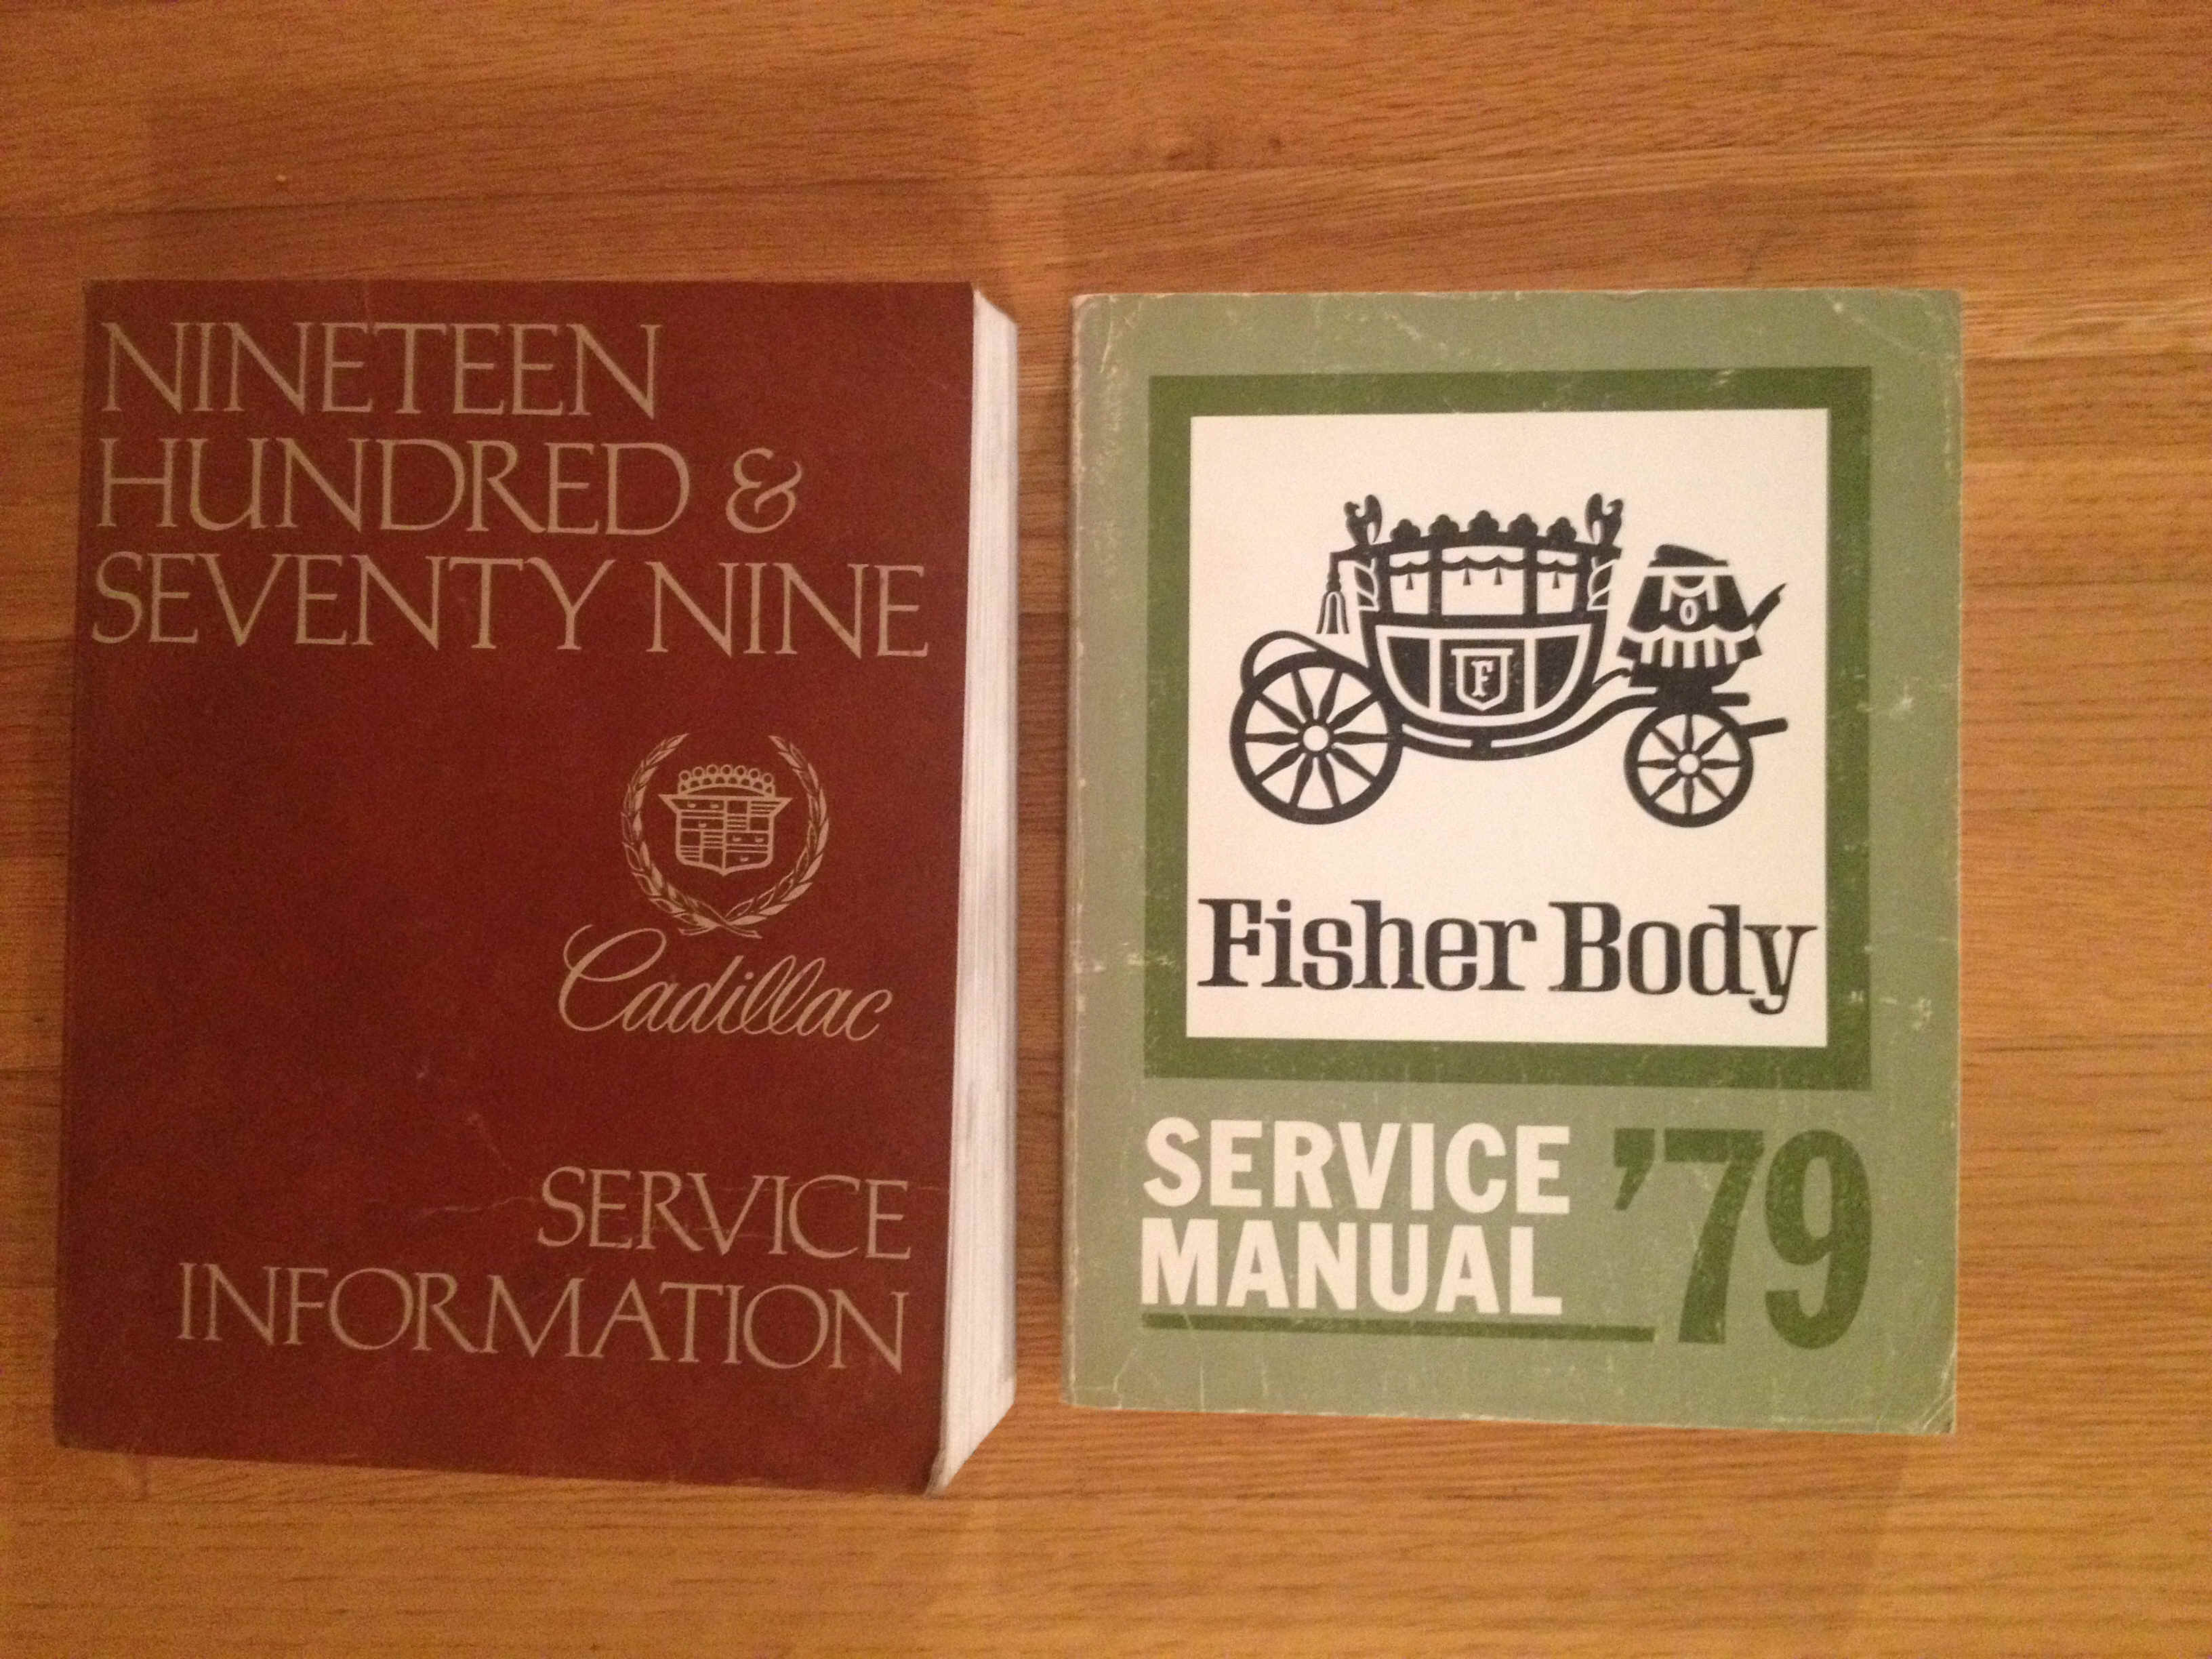 NINETEEN
HUNDRED &
SEVENTY NINE
Cadillac
SERVICE
INFORMATION
F
Fisher Body
SERVICE
MANUAL '79